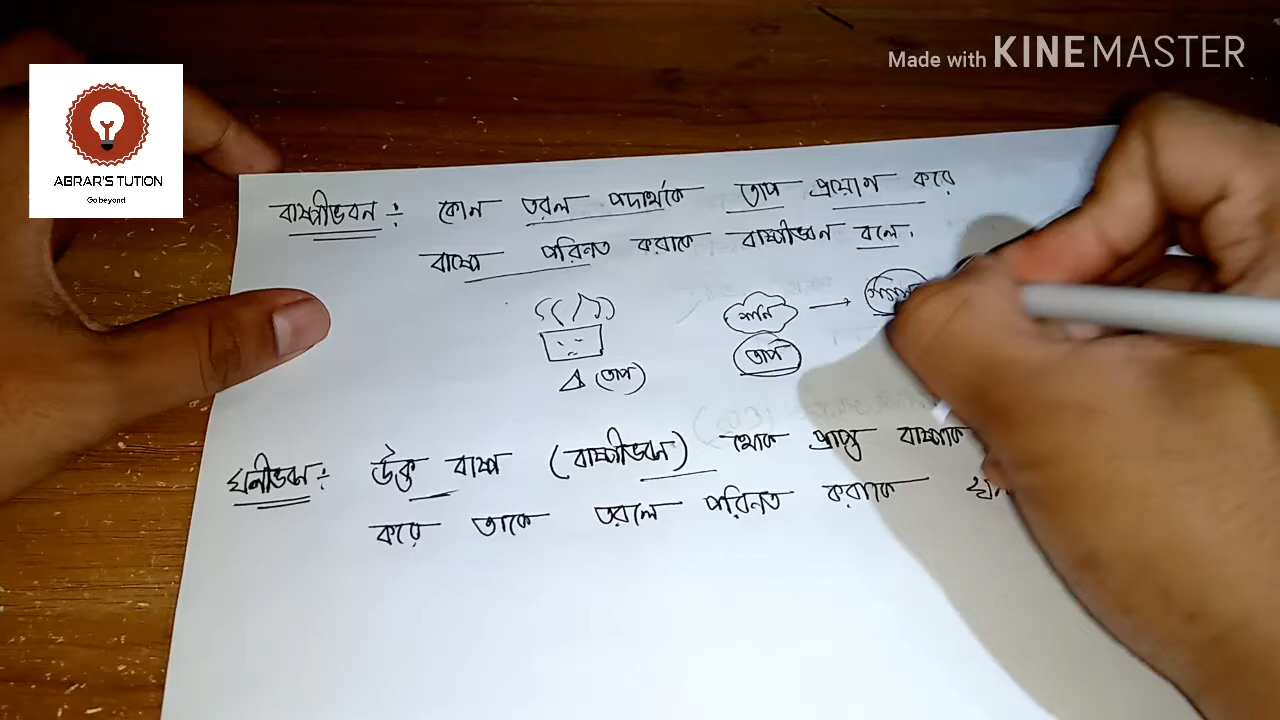 Made with KINEMASTER
ABRAR'S TUTION
Go beyond
বাষ্পীভবন : কোন তরল পদার্থকে তাপ প্রয়োগ করে
বাষ্পে পরিনত করাকে বাষ্পীভবন বলে।
পানি
তাপ
Δ (তাপ)
ঘনীভবন : উক্ত বাষ্প (বাষ্পীভবন) থেকে প্রাপ্ত বাষ্পকে
করে তাকে তরলে পরিনত করাকে